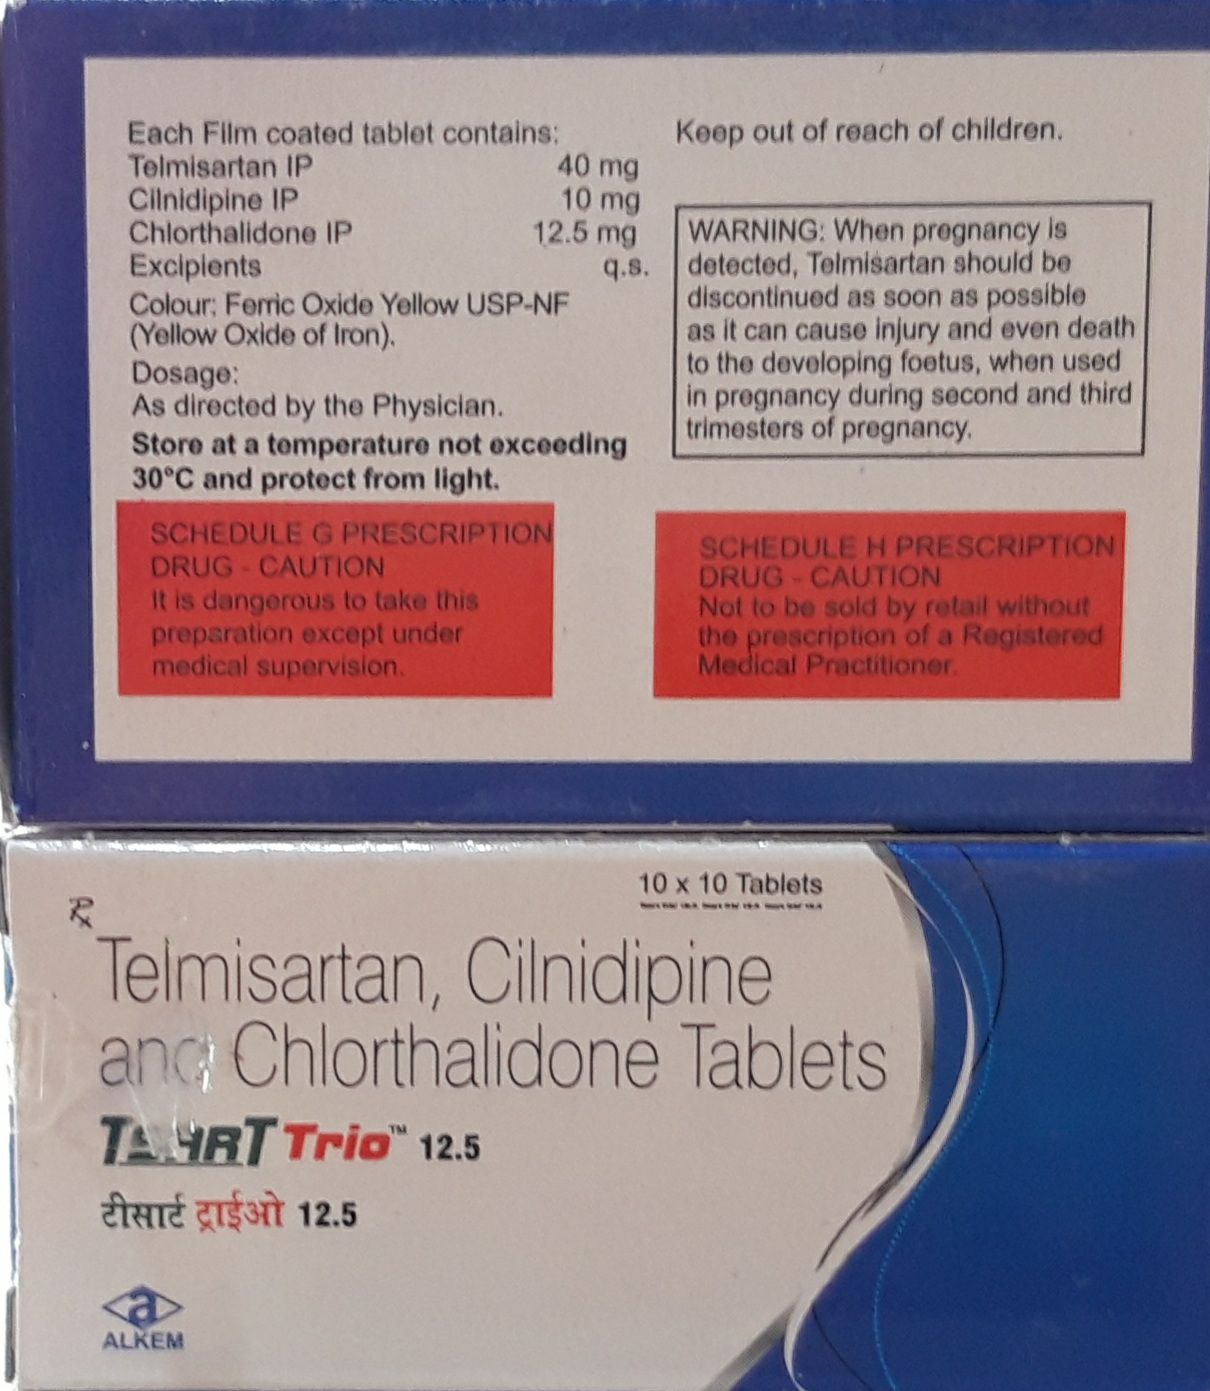 Each Film coated tablet contains:
Telmisartan IP 40 mg
Cilnidipine IP 10 mg
Chlorthalidone IP 12.5 mg
Excipients q.s.
Colour: Ferric Oxide Yellow USP-NF
(Yellow Oxide of Iron).
Dosage:
As directed by the Physician.
Store at a temperature not exceeding
30°C and protect from light.
SCHEDULE G PRESCRIPTION
DRUG - CAUTION
It is dangerous to take this
preparation except under
medical supervision.
Keep out of reach of children.
WARNING: When pregnancy is
detected, Telmisartan should be
discontinued as soon as possible
as it can cause injury and even death
to the developing foetus, when used
in pregnancy during second and third
trimesters of pregnancy.
SCHEDULE H PRESCRIPTION
DRUG - CAUTION
Not to be sold by retail without
the prescription of a Registered
Medical Practitioner.
10 x 10 Tablets
Rx
Telmisartan, Cilnidipine
and Chlorthalidone Tablets
Trio™ 12.5
टीसार्ट ट्राईओ 12.5
a
ALKEM